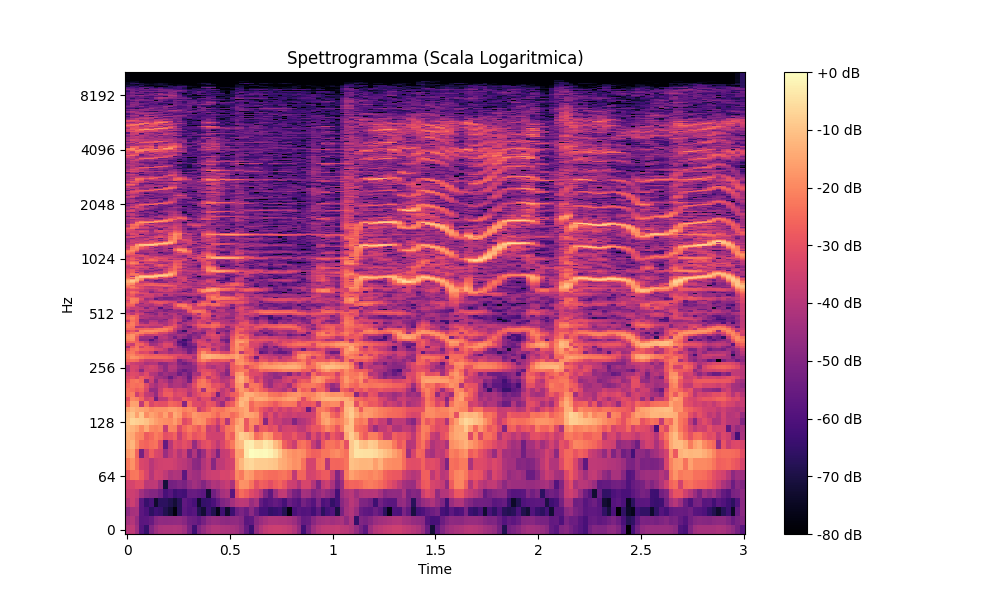 Spettrogramma (Scala Logaritmica)
Hz
8192
4096
2048
1024
512
256
128
64
0
0 0.5 1 1.5 2 2.5 3
Time
+0 dB
-10 dB
-20 dB
-30 dB
-40 dB
-50 dB
-60 dB
-70 dB
-80 dB